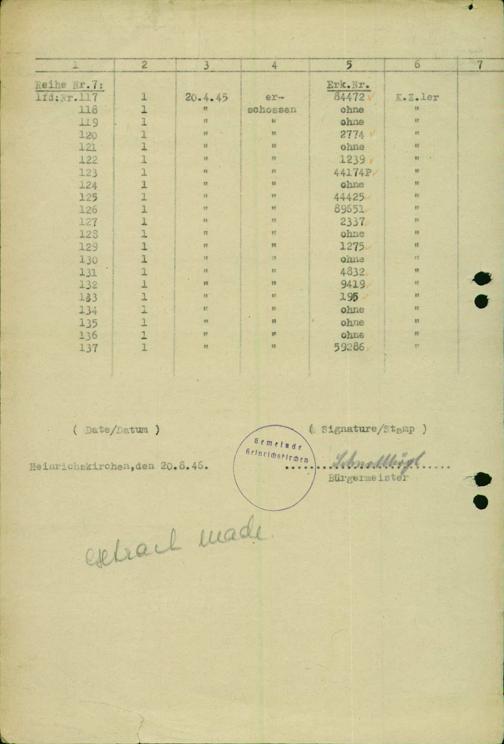 1 2 3 4 5 6 7
Reihe Nr.7: Erk.Nr.
lfd:Nr.117 1 20.4.45 er- 84472 K.Z.ler
118 1 " schossen ohne "
119 1 " " ohne "
120 1 " " 2774 "
121 1 " " ohne "
122 1 " " 1239 "
123 1 " " 44174P "
124 1 " " ohne "
125 1 " " 44425 "
126 1 " " 89651 "
127 1 " " 2337 "
128 1 " " ohne "
129 1 " " 1275 "
130 1 " " ohne "
131 1 " " 4832 "
132 1 " " 9419 "
133 1 " " 195 "
134 1 " " ohne "
135 1 " " ohne "
136 1 " " ohne "
137 1 " " 59286 "
( Date/Datum ) ( Signature/Stamp )
Gemeinde
Heinrichskirchen
Heinrichskirchen,den 20.6.46.
Bürgermeister
extract made